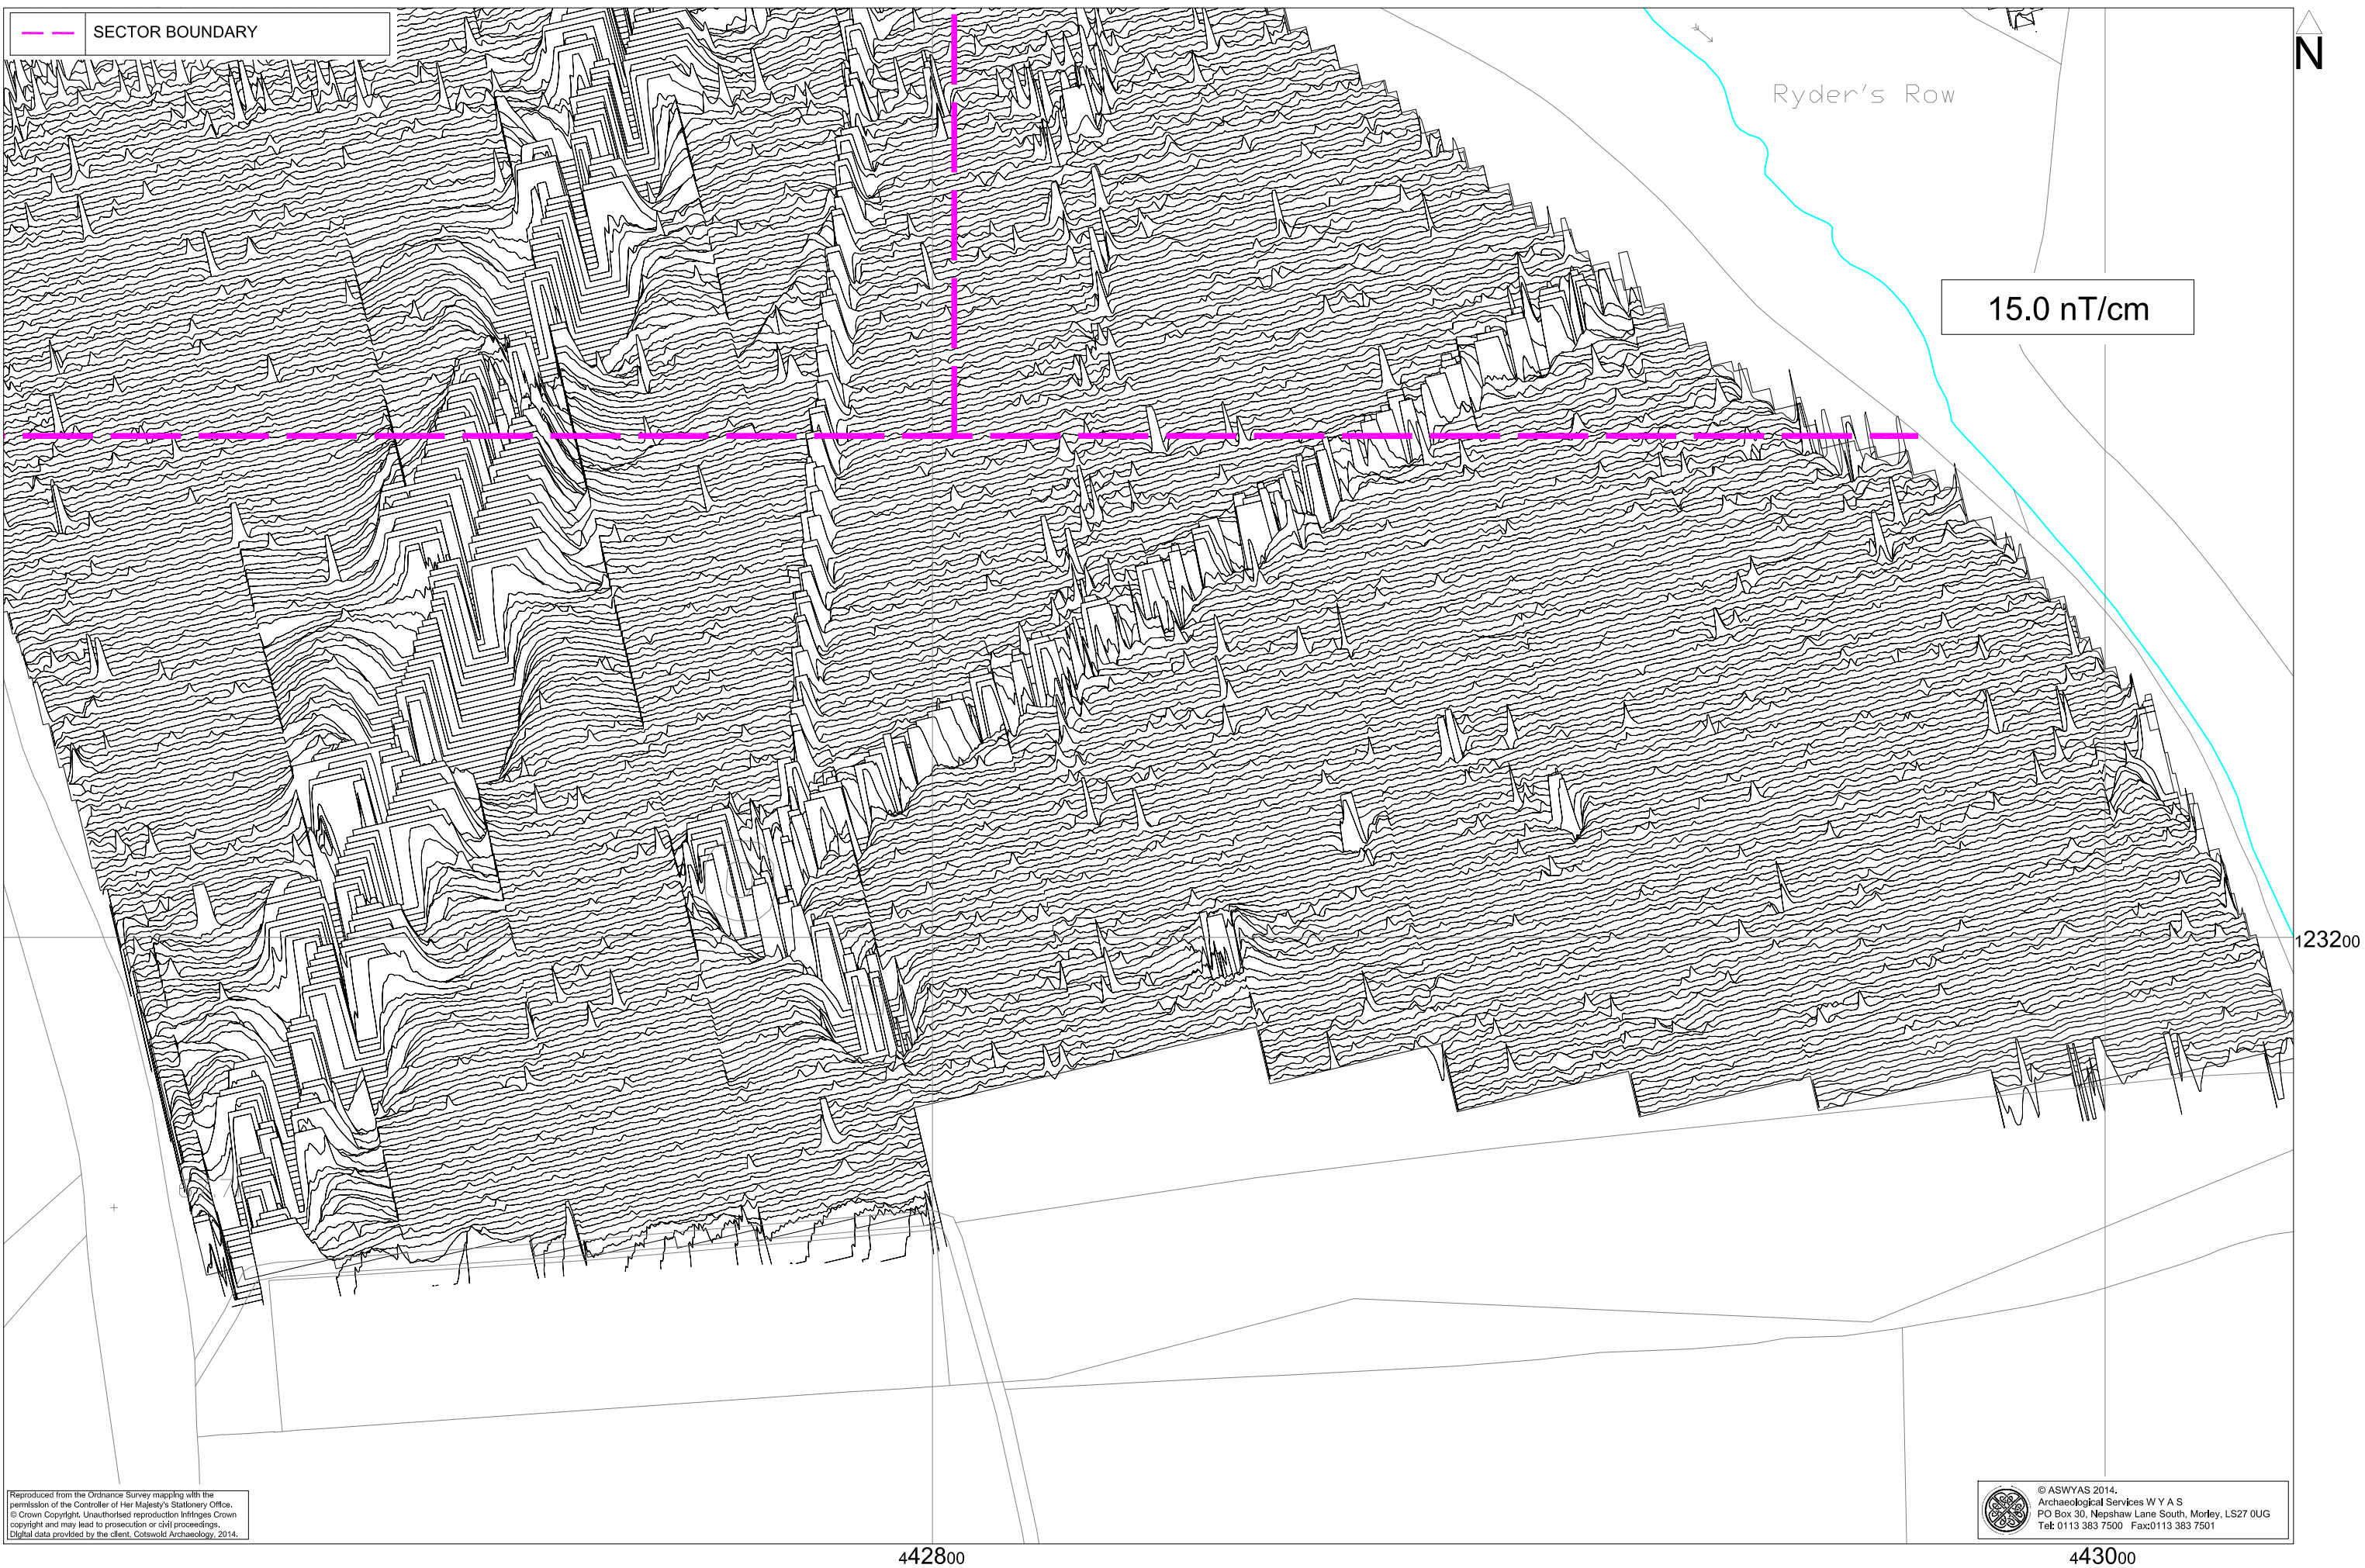 SECTOR BOUNDARY
N
Ryder's Row
15.0 nT/cm
123200
Reproduced from the Ordnance Survey mapping with the
permission of the Controller of Her Majesty's Stationery Office.
© Crown Copyright. Unauthorised reproduction infringes Crown
copyright and may lead to prosecution or civil proceedings.
Digital data provided by the client, Cotswold Archaeology, 2014.
© ASWYAS 2014.
Archaeological Services W Y A S
PO Box 30, Nepshaw Lane South, Morley, LS27 0UG
Tel: 0113 383 7500 Fax:0113 383 7501
442800
443000